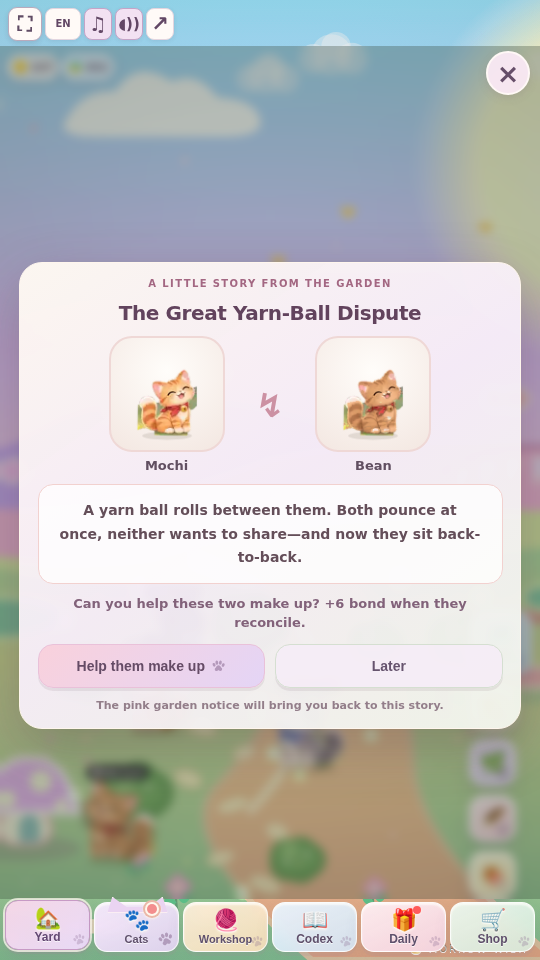 EN
A LITTLE STORY FROM THE GARDEN
The Great Yarn-Ball Dispute
Mochi
Bean
A yarn ball rolls between them. Both pounce at
once, neither wants to share—and now they sit back-
to-back.
Can you help these two make up? +6 bond when they
reconcile.
Help them make up
Later
The pink garden notice will bring you back to this story.
Yard
Cats
Workshop
Codex
Daily
Shop